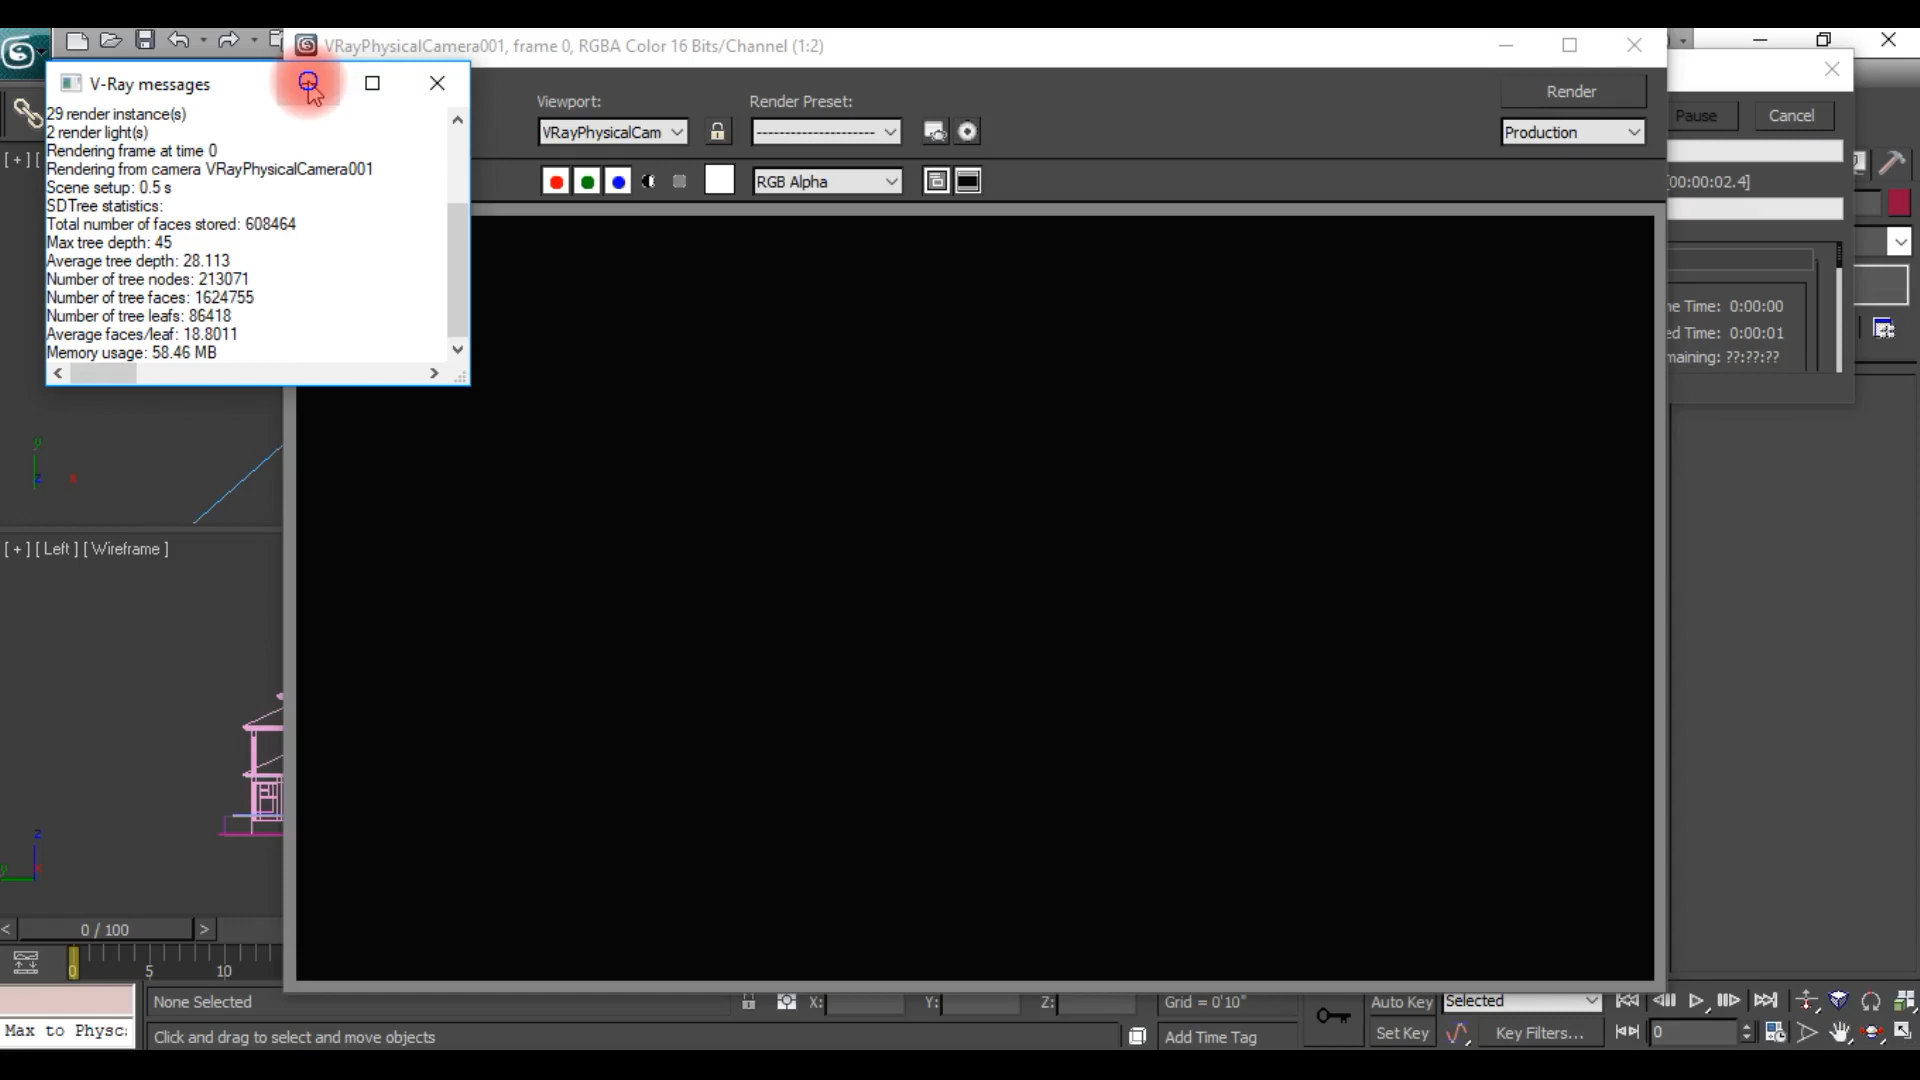 VRayPhysicalCamera001, frame 0, RGBA Color 16 Bits/Channel (1:2)
V-Ray messages
29 render instance(s)
2 render light(s)
Rendering frame at time 0
Rendering from camera VRayPhysicalCamera001
Scene setup: 0.5 s
SDTree statistics:
Total number of faces stored: 608464
Max tree depth: 45
Average tree depth: 28.113
Number of tree nodes: 213071
Number of tree faces: 1624755
Number of tree leafs: 86418
Average faces/leaf: 18.8011
Memory usage: 58.46 MB
Viewport:
Render Preset:
Render
VRayPhysicalCam
Production
RGB Alpha
Pause
Cancel
[00:00:02.4]
me Time: 0:00:00
ed Time: 0:00:01
maining: ??:??:??
[ + ] [
y
z
[ + ] [ Left ] [ Wireframe ]
z
y
0 / 100
0
5
10
None Selected
X:
Y:
Z:
Grid = 0'10"
Auto Key
Selected
Max to Physc:
Click and drag to select and move objects
Add Time Tag
Set Key
Key Filters...
0